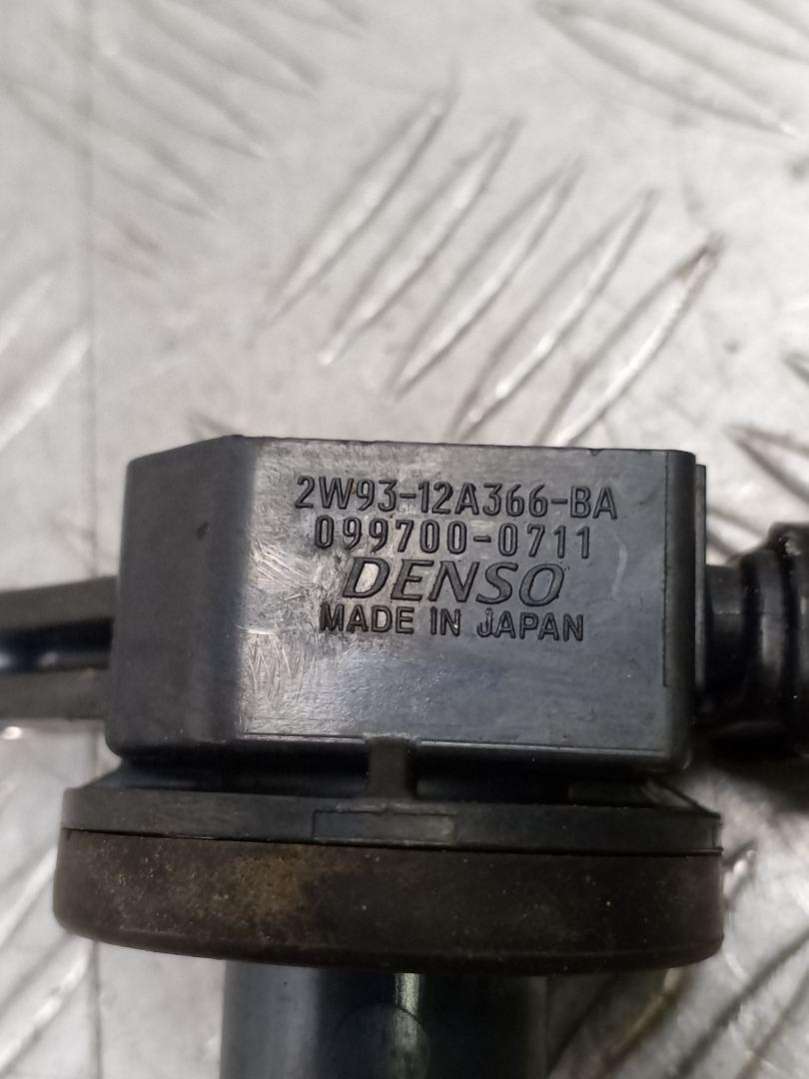 2W93-12A366-BA
099700-0711
DENSO
MADE IN JAPAN